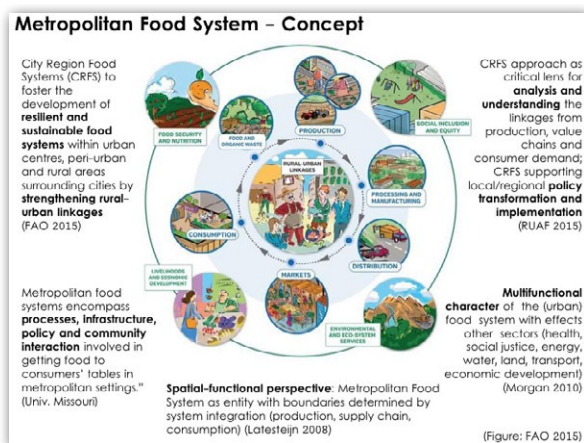 Metropolitan Food System – Concept
City Region Food
Systems (CRFS) to
foster the
development of
resilient and
sustainable food
systems within urban
centres, peri-urban
and rural areas
surrounding cities by
strengthening rural-
urban linkages
(FAO 2015)
FOOD SECURITY
AND NUTRITION
FOOD AND
ORGANIC WASTE
PRODUCTION
SOCIAL INCLUSION
AND EQUITY
RURAL-URBAN
LINKAGES
PROCESSING AND
MANUFACTURING
CONSUMPTION
DISTRIBUTION
LIVELIHOODS
AND ECONOMIC
DEVELOPMENT
MARKETS
ENVIRONMENTAL
AND ECO-SYSTEM
SERVICES
CRFS approach as
critical lens for
analysis and
understanding the
linkages from
production, value
chains and
consumer demand;
CRFS supporting
local/regional policy
transformation and
implementation
(RUAF 2015)
Metropolitan food
systems encompass
processes, infrastructure,
policy and community
interaction involved in
getting food to
consumers' tables in
metropolitan settings."
(Univ. Missouri)
Multifunctional
character of the (urban)
food system with effects
other sectors (health,
social justice, energy,
water, land, transport,
economic development)
(Morgan 2010)
Spatial-functional perspective: Metropolitan Food
System as entity with boundaries determined by
system integration (production, supply chain,
consumption) (Latesteijn 2008)
(Figure: FAO 2015)